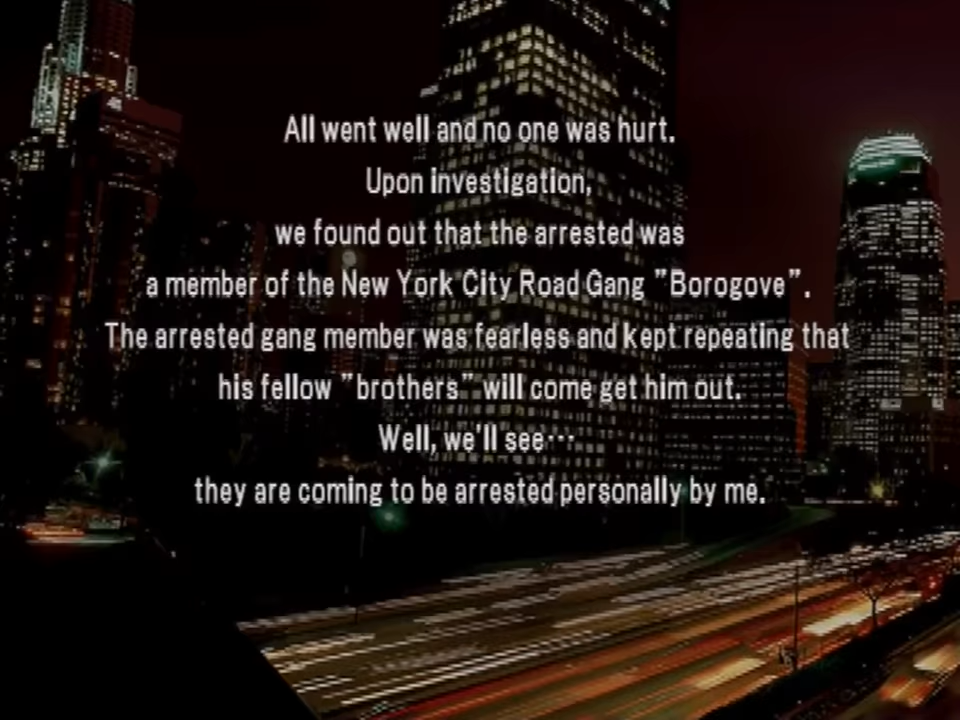 All went well and no one was hurt.
Upon investigation,
we found out that the arrested was
a member of the New York City Road Gang "Borogove".
The arrested gang member was fearless and kept repeating that
his fellow "brothers" will come get him out.
Well, we'll see···
they are coming to be arrested personally by me.